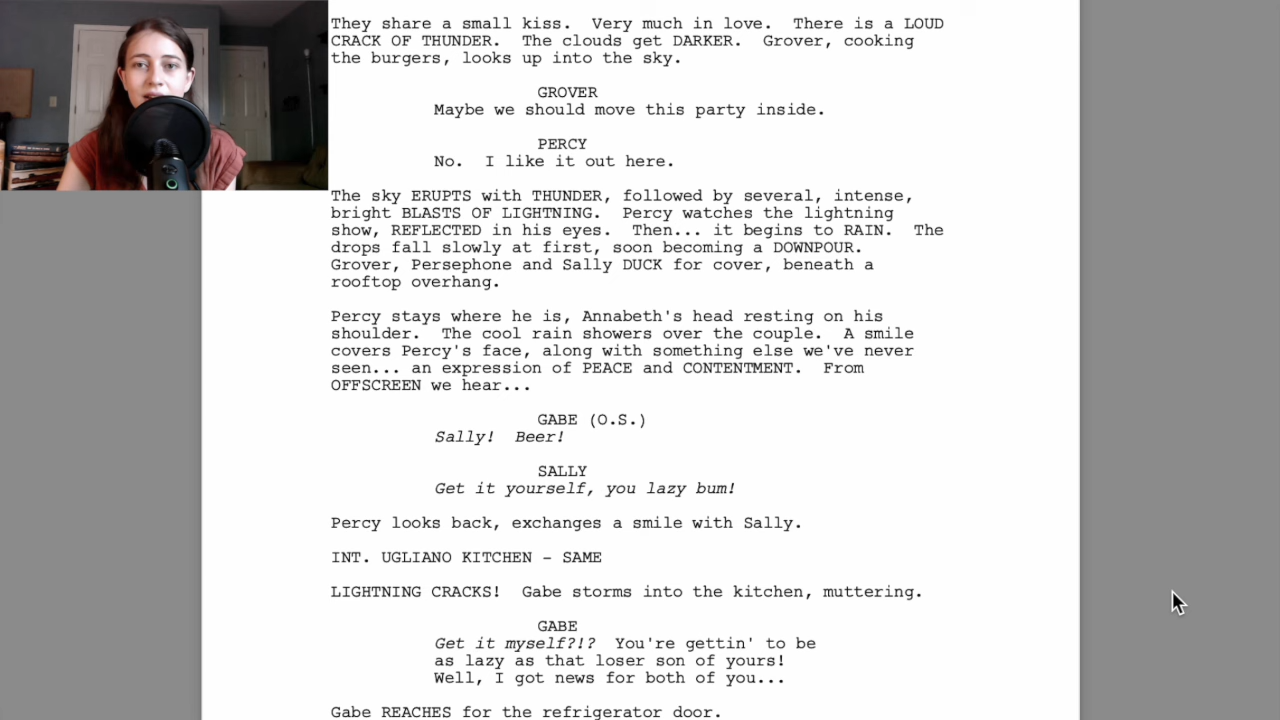 They share a small kiss.  Very much in love.  There is a LOUD
CRACK OF THUNDER.  The clouds get DARKER.  Grover, cooking
the burgers, looks up into the sky.
GROVER
Maybe we should move this party inside.
PERCY
No.  I like it out here.
The sky ERUPTS with THUNDER, followed by several, intense,
bright BLASTS OF LIGHTNING.  Percy watches the lightning
show, REFLECTED in his eyes.  Then... it begins to RAIN.  The
drops fall slowly at first, soon becoming a DOWNPOUR.
Grover, Persephone and Sally DUCK for cover, beneath a
rooftop overhang.
Percy stays where he is, Annabeth's head resting on his
shoulder.  The cool rain showers over the couple.  A smile
covers Percy's face, along with something else we've never
seen... an expression of PEACE and CONTENTMENT.  From
OFFSCREEN we hear...
GABE (O.S.)
Sally!  Beer!
SALLY
Get it yourself, you lazy bum!
Percy looks back, exchanges a smile with Sally.
INT. UGLIANO KITCHEN - SAME
LIGHTNING CRACKS!  Gabe storms into the kitchen, muttering.
GABE
Get it myself?!?  You're gettin' to be
as lazy as that loser son of yours!
Well, I got news for both of you...
Gabe REACHES for the refrigerator door.